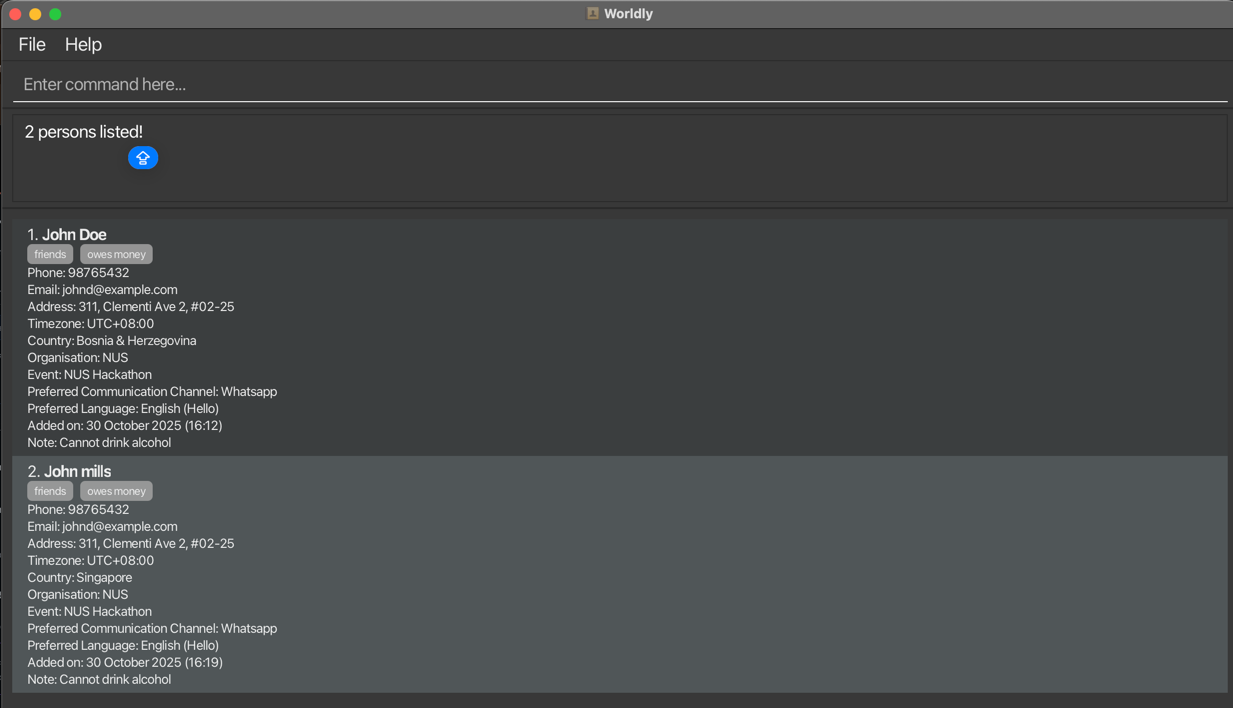 Worldly
File Help
Enter command here...
2 persons listed!
1. John Doe
friends owes money
Phone: 98765432
Email: johnd@example.com
Address: 311, Clementi Ave 2, #02-25
Timezone: UTC+08:00
Country: Bosnia & Herzegovina
Organisation: NUS
Event: NUS Hackathon
Preferred Communication Channel: Whatsapp
Preferred Language: English (Hello)
Added on: 30 October 2025 (16:12)
Note: Cannot drink alcohol
2. John mills
friends owes money
Phone: 98765432
Email: johnd@example.com
Address: 311, Clementi Ave 2, #02-25
Timezone: UTC+08:00
Country: Singapore
Organisation: NUS
Event: NUS Hackathon
Preferred Communication Channel: Whatsapp
Preferred Language: English (Hello)
Added on: 30 October 2025 (16:19)
Note: Cannot drink alcohol